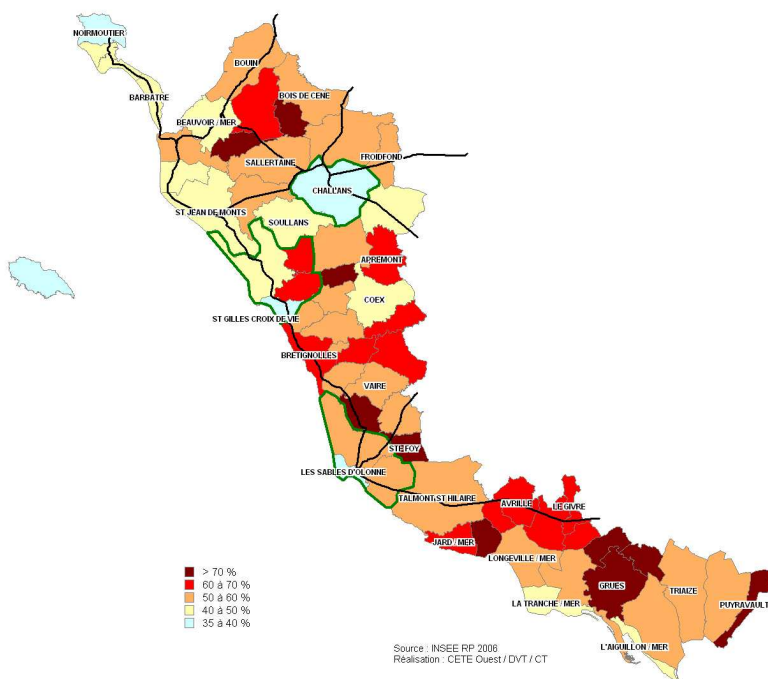 NOIRMOUTIER
BOUIN
BARBATRE
BOIS DE CENE
BEAUVOIR / MER
FROIDFOND
SALLERTAINE
CHALLANS
ST JEAN DE MONTS
SOULLANS
APREMONT
COEX
ST GILLES CROIX DE VIE
BRETIGNOLLES
VAIRE
STE FOY
LES SABLES D'OLONNE
TALMONT ST HILAIRE
AVRILLE
LE GIVRE
JARD / MER
LONGEVILLE / MER
GRUES
TRIAIZE
LA TRANCHE / MER
PUYRAVAULT
L'AIGUILLON / MER
> 70 %
60 à 70 %
50 à 60 %
40 à 50 %
35 à 40 %
Source : INSEE RP 2006
Réalisation : CETE Ouest / DVT / CT